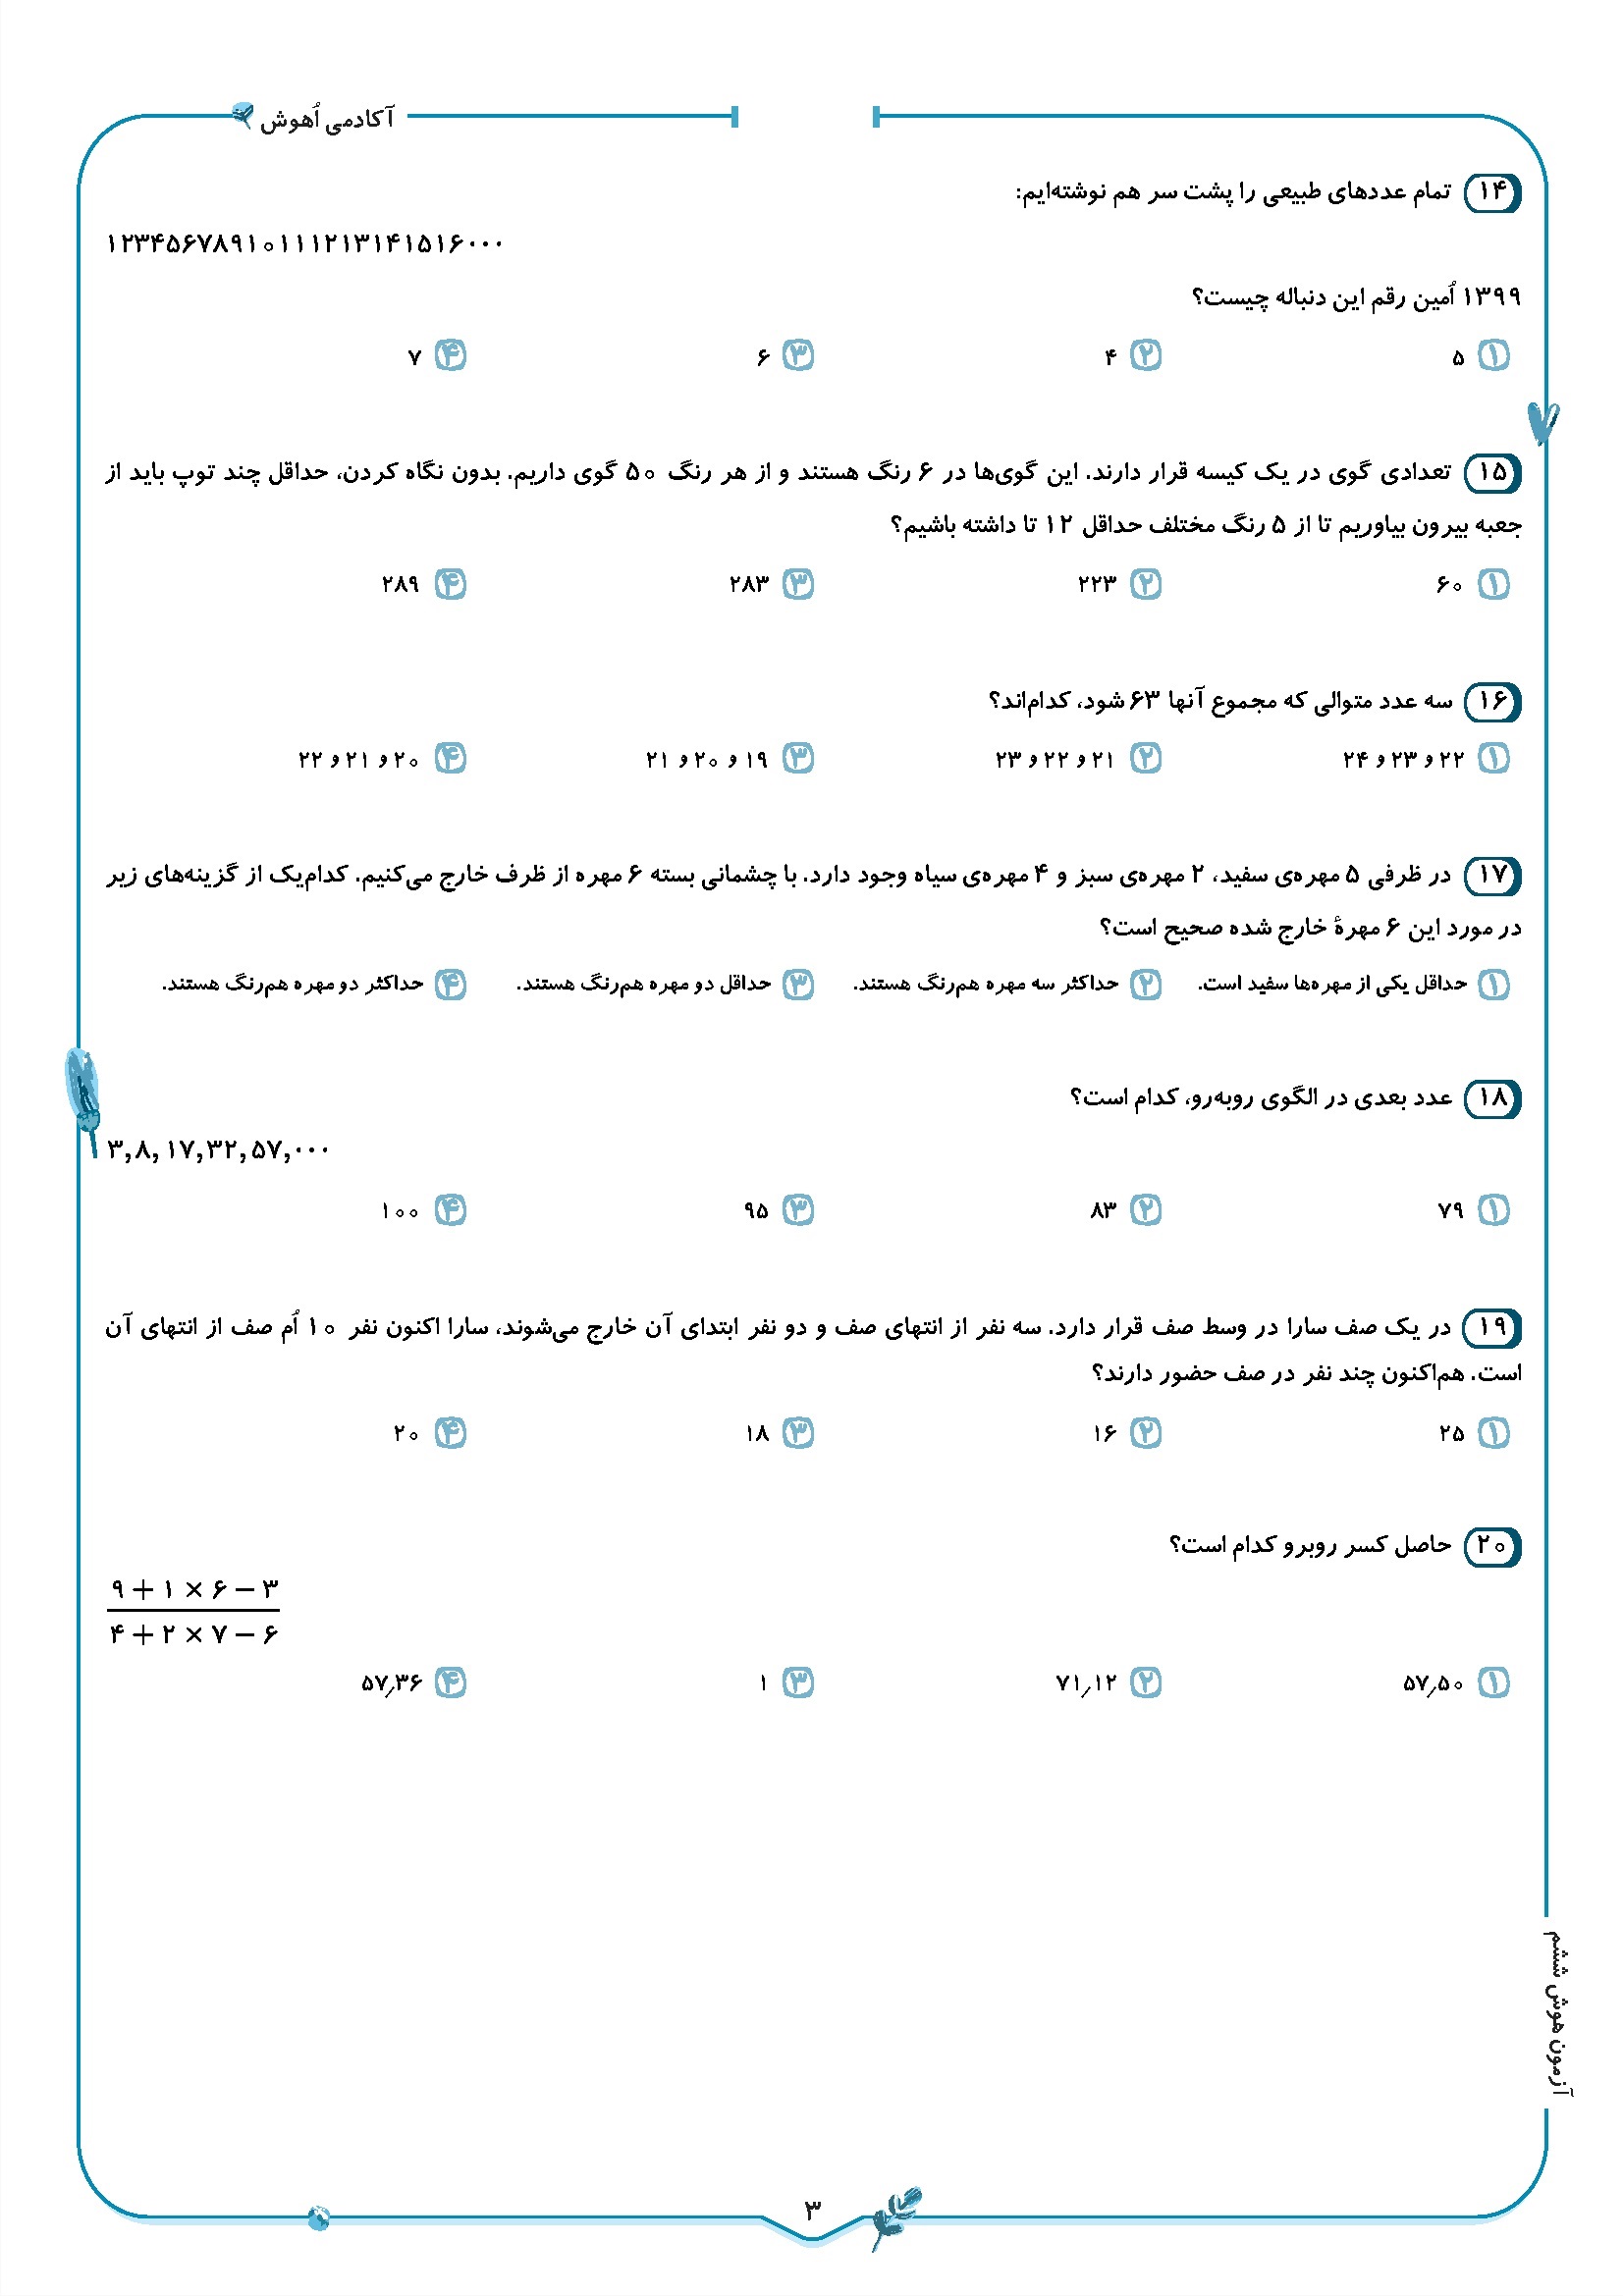 آکادمی اُهوش
۱۴ تمام عددهای طبیعی را پشت سر هم نوشته‌ایم:
۱۲۳۴۵۶۷۸۹۱۰۱۱۱۲۱۳۱۴۱۵۱۶۰۰۰
۱۳۹۹ اُمین رقم این دنباله چیست؟
۱ ۵ ۲ ۴ ۳ ۶ ۴ ۷
۱۵ تعدادی گوی در یک کیسه قرار دارند. این گوی‌ها در ۶ رنگ هستند و از هر رنگ ۵۰ گوی داریم. بدون نگاه کردن، حداقل چند توپ باید از
جعبه بیرون بیاوریم تا از ۵ رنگ مختلف حداقل ۱۲ تا داشته باشیم؟
۱ ۶۰ ۲ ۲۲۳ ۳ ۲۸۳ ۴ ۲۸۹
۱۶ سه عدد متوالی که مجموع آنها ۶۳ شود، کدام‌اند؟
۱ ۲۲ و ۲۳ و ۲۴ ۲ ۲۱ و ۲۲ و ۲۳ ۳ ۱۹ و ۲۰ و ۲۱ ۴ ۲۰ و ۲۱ و ۲۲
۱۷ در ظرفی ۵ مهره‌ی سفید، ۲ مهره‌ی سبز و ۴ مهره‌ی سیاه وجود دارد. با چشمانی بسته ۶ مهره از ظرف خارج می‌کنیم. کدام‌یک از گزینه‌های زیر
در مورد این ۶ مهرهٔ خارج شده صحیح است؟
۱ حداقل یکی از مهره‌ها سفید است. ۲ حداکثر سه مهره هم‌رنگ هستند. ۳ حداقل دو مهره هم‌رنگ هستند. ۴ حداکثر دو مهره هم‌رنگ هستند.
۱۸ عدد بعدی در الگوی روبه‌رو، کدام است؟
۳,۸,۱۷,۳۲,۵۷,۰۰۰
۱ ۷۹ ۲ ۸۳ ۳ ۹۵ ۴ ۱۰۰
۱۹ در یک صف سارا در وسط صف قرار دارد. سه نفر از انتهای صف و دو نفر ابتدای آن خارج می‌شوند، سارا اکنون نفر ۱۰ اُم صف از انتهای آن
است. هم‌اکنون چند نفر در صف حضور دارند؟
۱ ۲۵ ۲ ۱۶ ۳ ۱۸ ۴ ۲۰
۲۰ حاصل کسر روبرو کدام است؟
۹ + ۱ × ۶ − ۳
۴ + ۲ × ۷ − ۶
۱ ۵۷٫۵۰ ۲ ۷۱٫۱۲ ۳ ۱ ۴ ۵۷٫۳۶
آزمون هوش ششم
۳